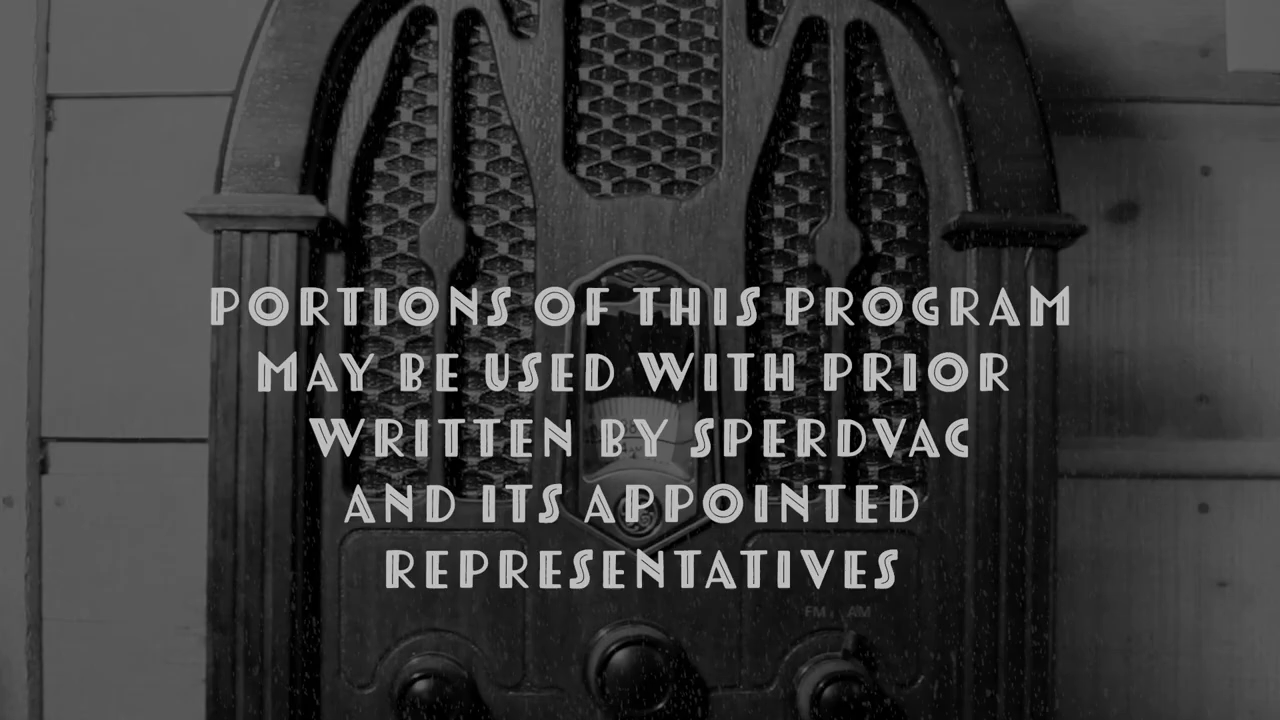 PORTIONS OF THIS PROGRAM
MAY BE USED WITH PRIOR
WRITTEN BY SPERDVAC
AND ITS APPOINTED
REPRESENTATIVES
FM AM